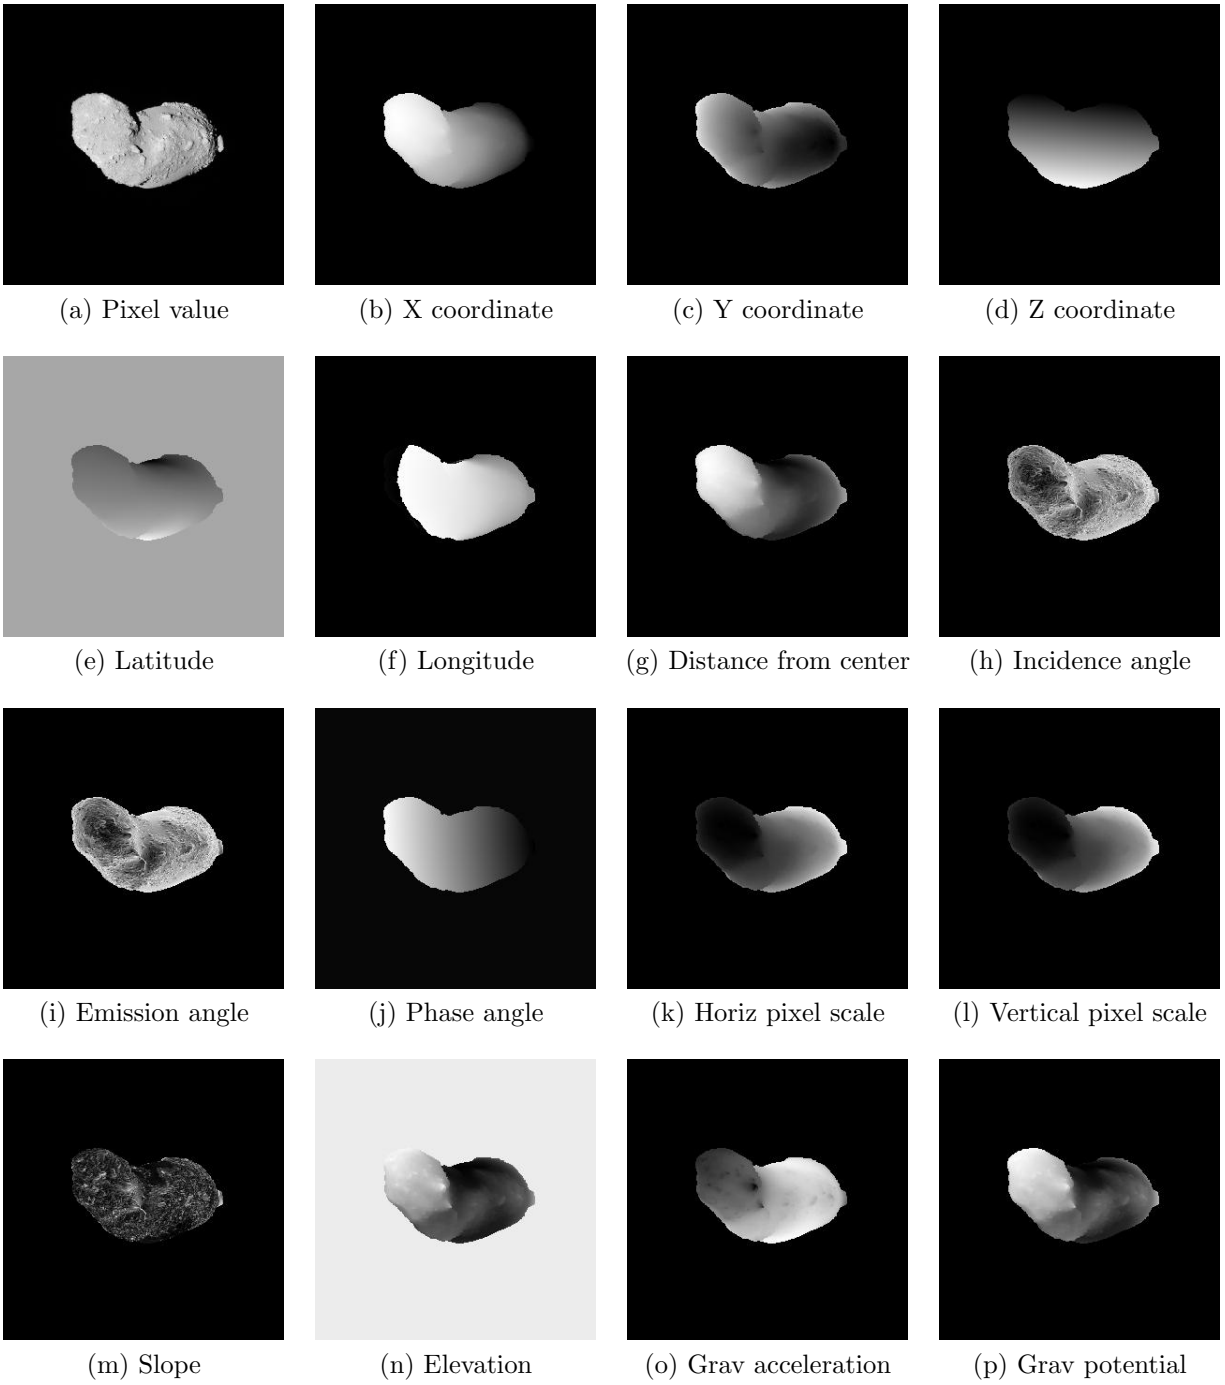 (a) Pixel value
(b) X coordinate
(c) Y coordinate
(d) Z coordinate
(e) Latitude
(f) Longitude
(g) Distance from center
(h) Incidence angle
(i) Emission angle
(j) Phase angle
(k) Horiz pixel scale
(l) Vertical pixel scale
(m) Slope
(n) Elevation
(o) Grav acceleration
(p) Grav potential